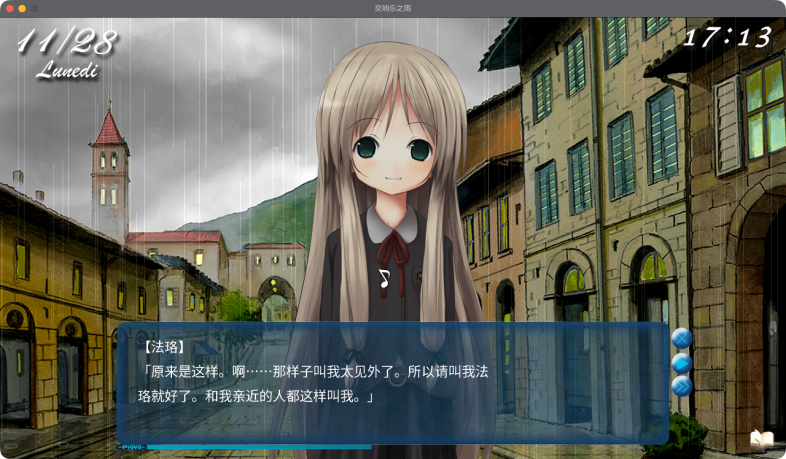 交响乐之雨
11/28
Lunedi
17:13
【法珞】
「原来是这样。啊……那样子叫我太见外了。所以请叫我法
珞就好了。和我亲近的人都这样叫我。」
Piova